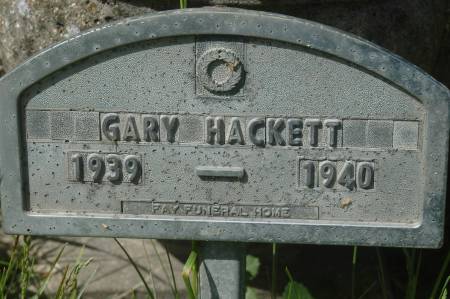 GARY HACKETT
1939 — 1940
FAY FUNERAL HOME